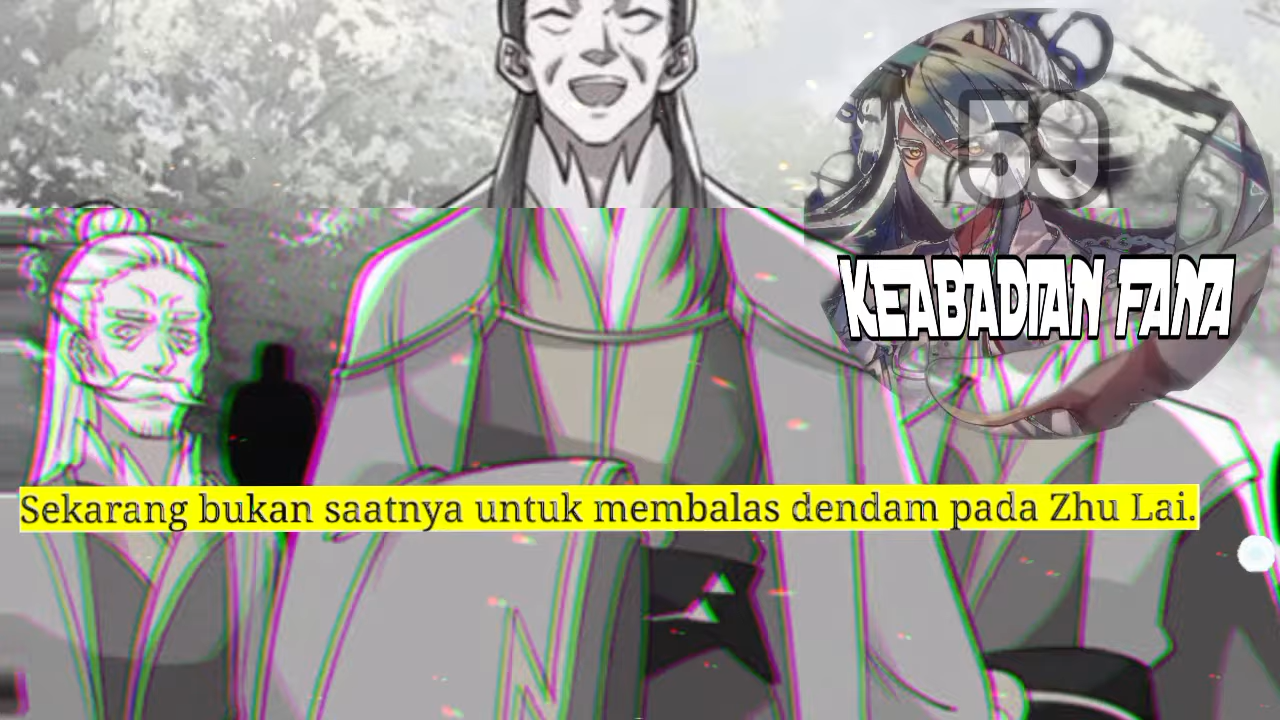 59
KEABADIAN FANA
Sekarang bukan saatnya untuk membalas dendam pada Zhu Lai.